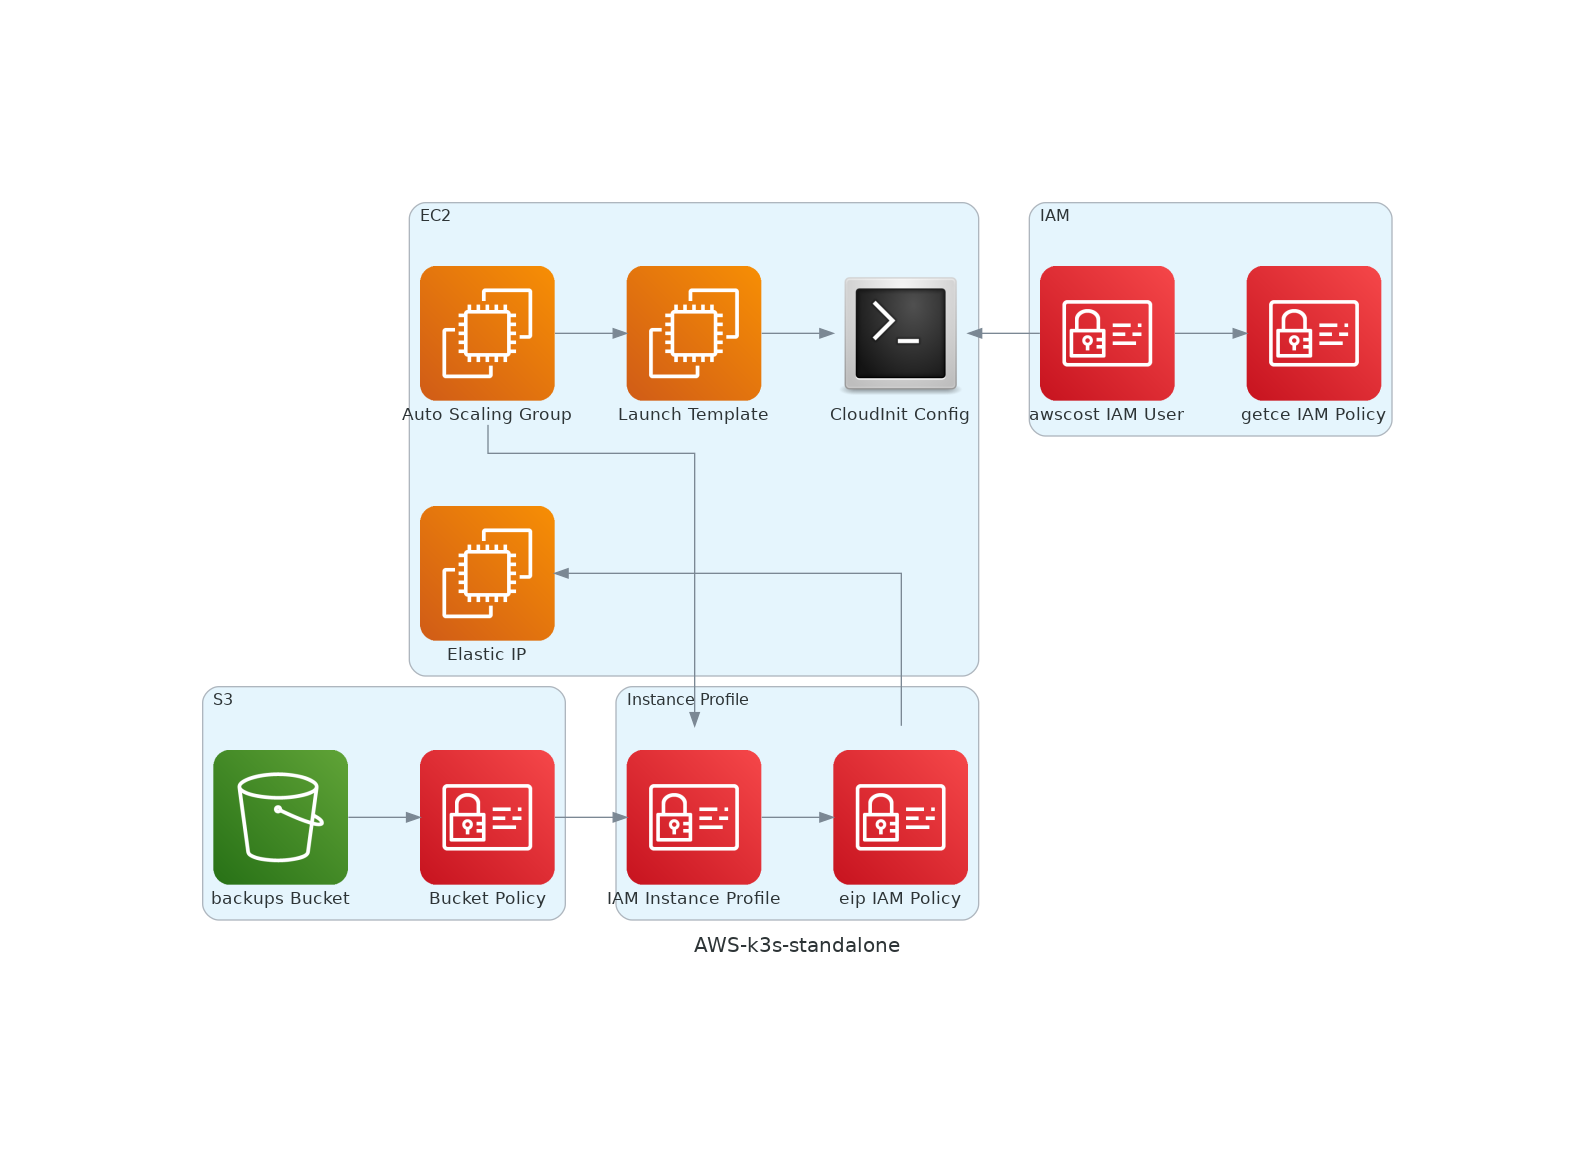 EC2
IAM
Auto Scaling Group
Launch Template
CloudInit Config
awscost IAM User
getce IAM Policy
Elastic IP
S3
Instance Profile
backups Bucket
Bucket Policy
IAM Instance Profile
eip IAM Policy
AWS-k3s-standalone